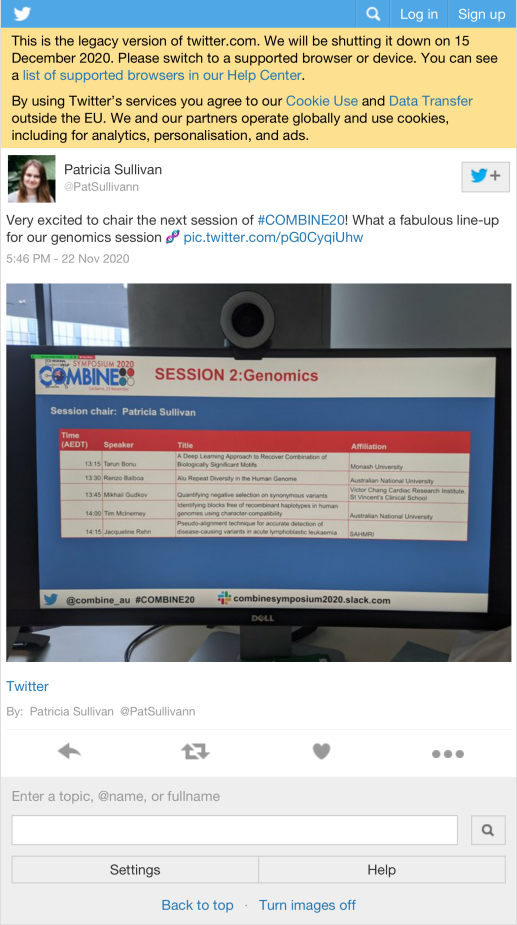 Log in
Sign up
This is the legacy version of twitter.com. We will be shutting it down on 15
December 2020. Please switch to a supported browser or device. You can see
a list of supported browsers in our Help Center.
By using Twitter's services you agree to our Cookie Use and Data Transfer
outside the EU. We and our partners operate globally and use cookies,
including for analytics, personalisation, and ads.
Patricia Sullivan
@PatSullivann
Very excited to chair the next session of #COMBINE20! What a fabulous line-up
for our genomics session 🧬 pic.twitter.com/pG0CyqiUhw
5:46 PM - 22 Nov 2020
SYMPOSIUM 2020
COMBINE
SESSION 2:Genomics
Session chair: Patricia Sullivan
Time
(AEDT) Speaker Title Affiliation
13:15 Tarun Bonu A Deep Learning Approach to Recover Combination of
Biologically Significant Motifs Monash University
13:30 Renzo Balboa Alu Repeat Diversity in the Human Genome Australian National University
13:45 Mikhail Gudkov Quantifying negative selection on synonymous variants Victor Chang Cardiac Research Institute,
St Vincent's Clinical School
14:00 Tim McInerney Identifying blocks free of recombinant haplotypes in human
genomes using character-compatibility Australian National University
14:15 Jacqueline Rehn Pseudo-alignment technique for accurate detection of
disease-causing variants in acute lymphoblastic leukaemia SAHMRI
@combine_au #COMBINE20 combinesymposium2020.slack.com
DELL
Twitter
By: Patricia Sullivan @PatSullivann
Enter a topic, @name, or fullname
Settings
Help
Back to top · Turn images off